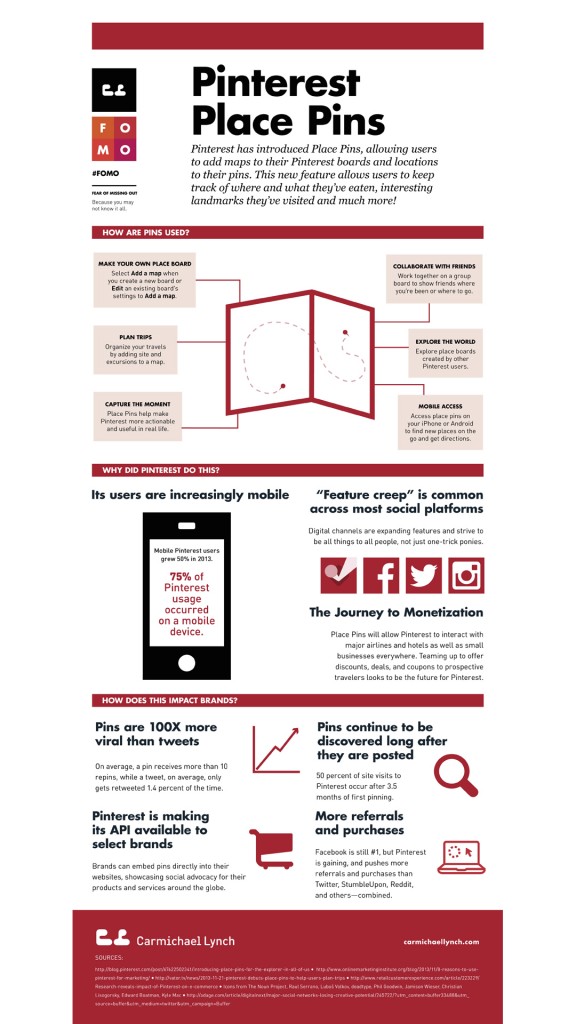 Pinterest
Place Pins
Pinterest has introduced Place Pins, allowing users
to add maps to their Pinterest boards and locations
to their pins. This new feature allows users to keep
track of where and what they've eaten, interesting
landmarks they've visited and much more!
F O
M O
#FOMO
FEAR OF MISSING OUT
Because you may
not know it all.
HOW ARE PINS USED?
MAKE YOUR OWN PLACE BOARD
Select Add a map when
you create a new board or
Edit an existing board's
settings to Add a map.
PLAN TRIPS
Organize your travels
by adding site and
excursions to a map.
CAPTURE THE MOMENT
Place Pins help make
Pinterest more actionable
and useful in real life.
COLLABORATE WITH FRIENDS
Work together on a group
board to show friends where
you're been or where to go.
EXPLORE THE WORLD
Explore place boards
created by other
Pinterest users.
MOBILE ACCESS
Access place pins on
your iPhone or Android
to find new places on the
go and get directions.
WHY DID PINTEREST DO THIS?
Its users are increasingly mobile
Mobile Pinterest users
grew 50% in 2013.
75% of
Pinterest
usage
occurred
on a mobile
device.
"Feature creep" is common
across most social platforms
Digital channels are expanding features and strive to
be all things to all people, not just one-trick ponies.
The Journey to Monetization
Place Pins will allow Pinterest to interact with
major airlines and hotels as well as small
businesses everywhere. Teaming up to offer
discounts, deals, and coupons to prospective
travelers looks to be the future for Pinterest.
HOW DOES THIS IMPACT BRANDS?
Pins are 100X more
viral than tweets
On average, a pin receives more than 10
repins, while a tweet, on average, only
gets retweeted 1.4 percent of the time.
Pins continue to be
discovered long after
they are posted
50 percent of site visits to
Pinterest occur after 3.5
months of first pinning.
Pinterest is making
its API available to
select brands
Brands can embed pins directly into their
websites, showcasing social advocacy for their
products and services around the globe.
More referrals
and purchases
Facebook is still #1, but Pinterest
is gaining, and pushes more
referrals and purchases than
Twitter, StumbleUpon, Reddit,
and others—combined.
Carmichael Lynch
carmichaellynch.com
SOURCES: